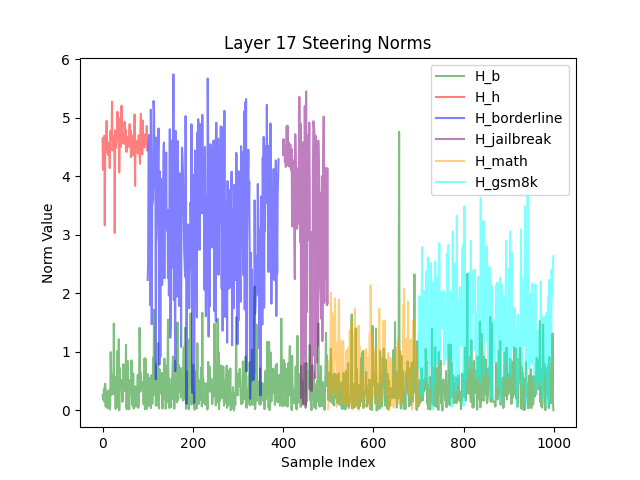 Layer 17 Steering Norms
Norm Value
6
5
4
3
2
1
0
0
200
400
600
800
1000
Sample Index
H_b
H_h
H_borderline
H_jailbreak
H_math
H_gsm8k